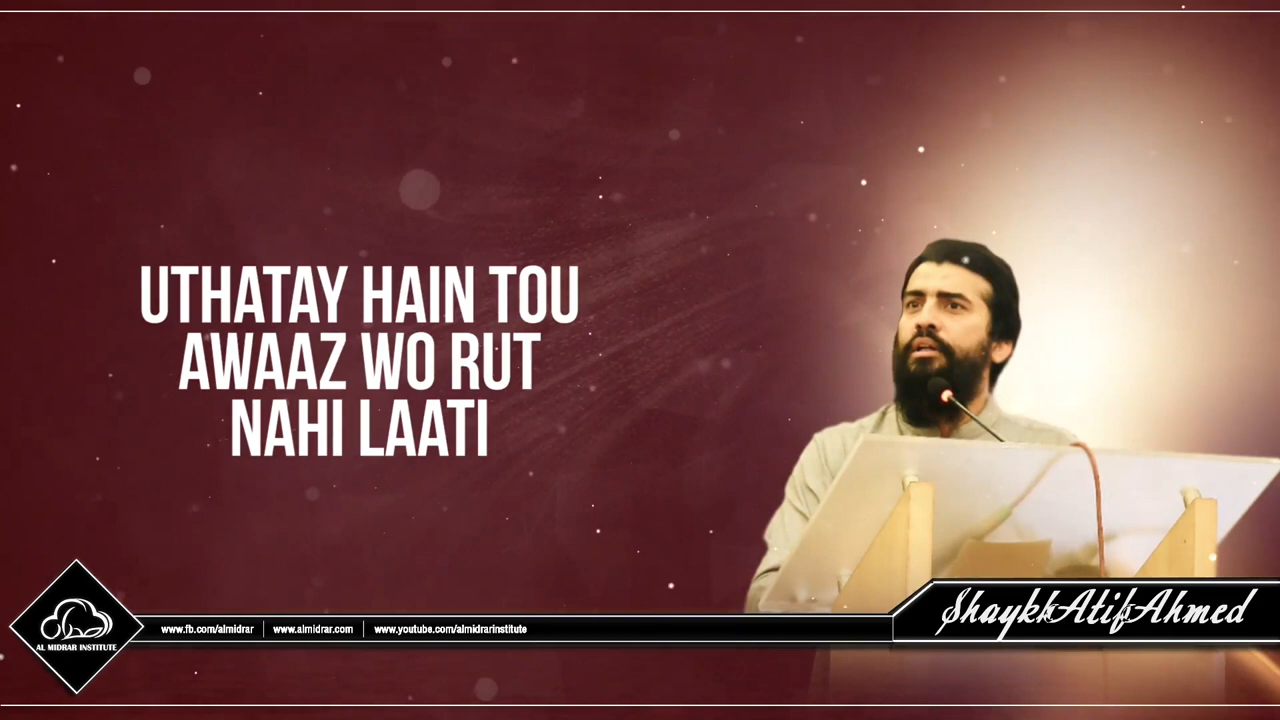 UTHATAY HAIN TOU
AWAAZ WO RUT
NAHI LAATI
ShaykhAtifAhmed
www.fb.com/almidrar | www.almidrar.com | www.youtube.com/almidrarinstitute
AL MIDRAR INSTITUTE